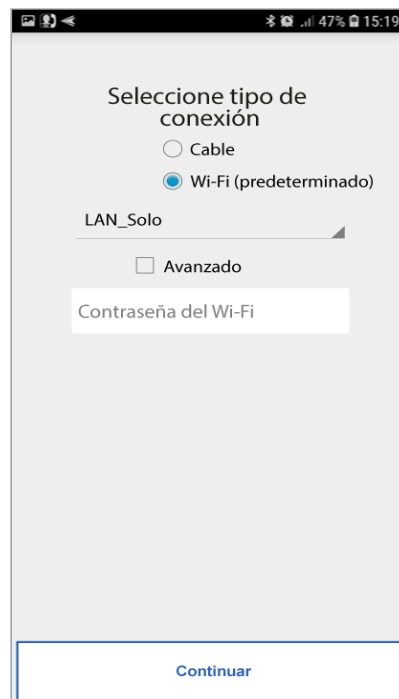 47% 15:19
Seleccione tipo de
conexión
Cable
Wi-Fi (predeterminado)
LAN_Solo
Avanzado
Contraseña del Wi-Fi
Continuar